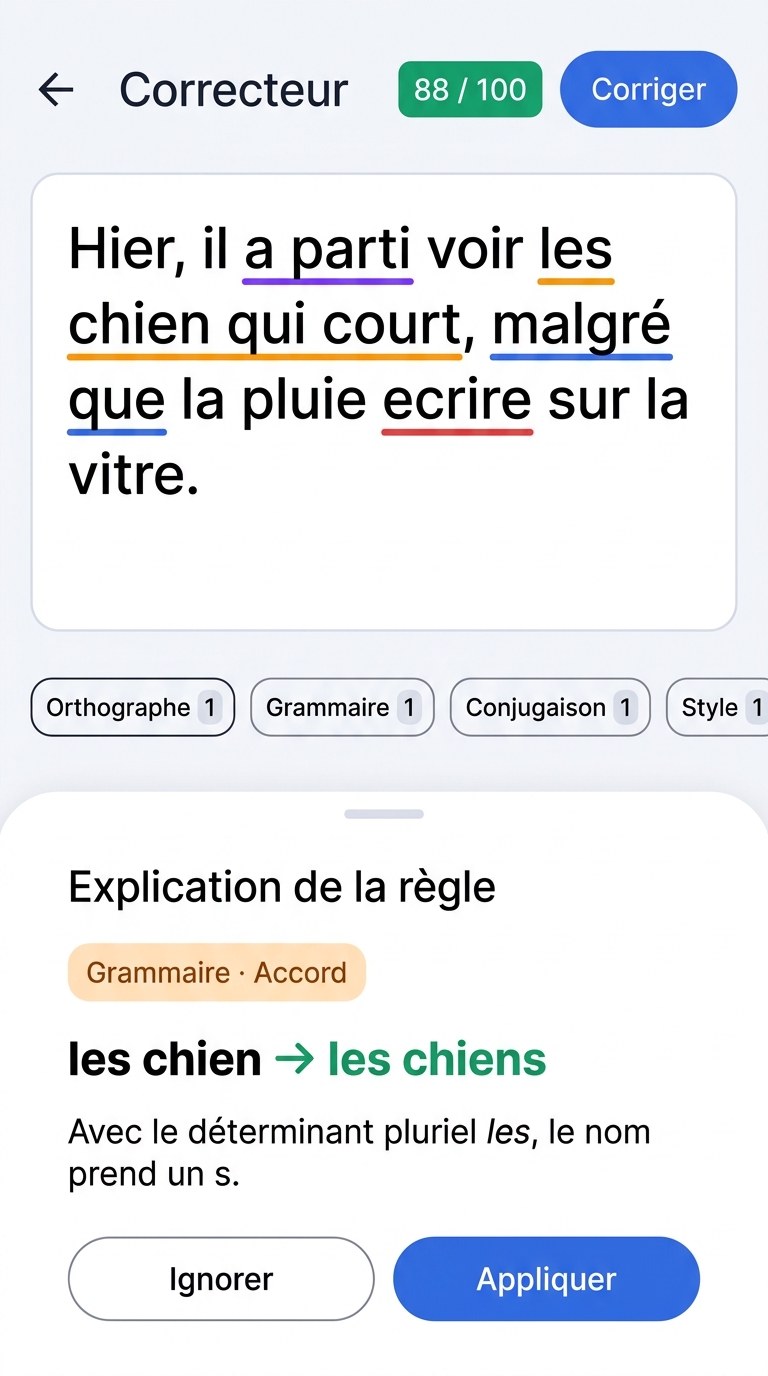 Correcteur
88 / 100
Corriger
Hier, il a parti voir les
chien qui court, malgré
que la pluie ecrire sur la
vitre.
Orthographe 1
Grammaire 1
Conjugaison 1
Style 1
Explication de la règle
Grammaire · Accord
les chien → les chiens
Avec le déterminant pluriel les, le nom
prend un s.
Ignorer
Appliquer